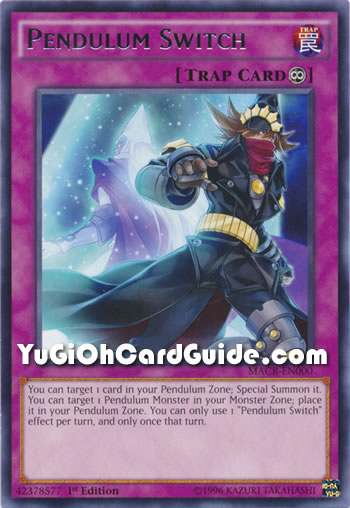 PENDULUM SWITCH
TRAP
罠
[TRAP CARD∞]
YuGiOhCardGuide.com
MACR-EN000
You can target 1 card in your Pendulum Zone; Special Summon it.
You can target 1 Pendulum Monster in your Monster Zone; place
it in your Pendulum Zone. You can only use 1 "Pendulum Switch"
effect per turn, and only once that turn.
42378577 1st Edition ©1996 KAZUKI TAKAHASHI